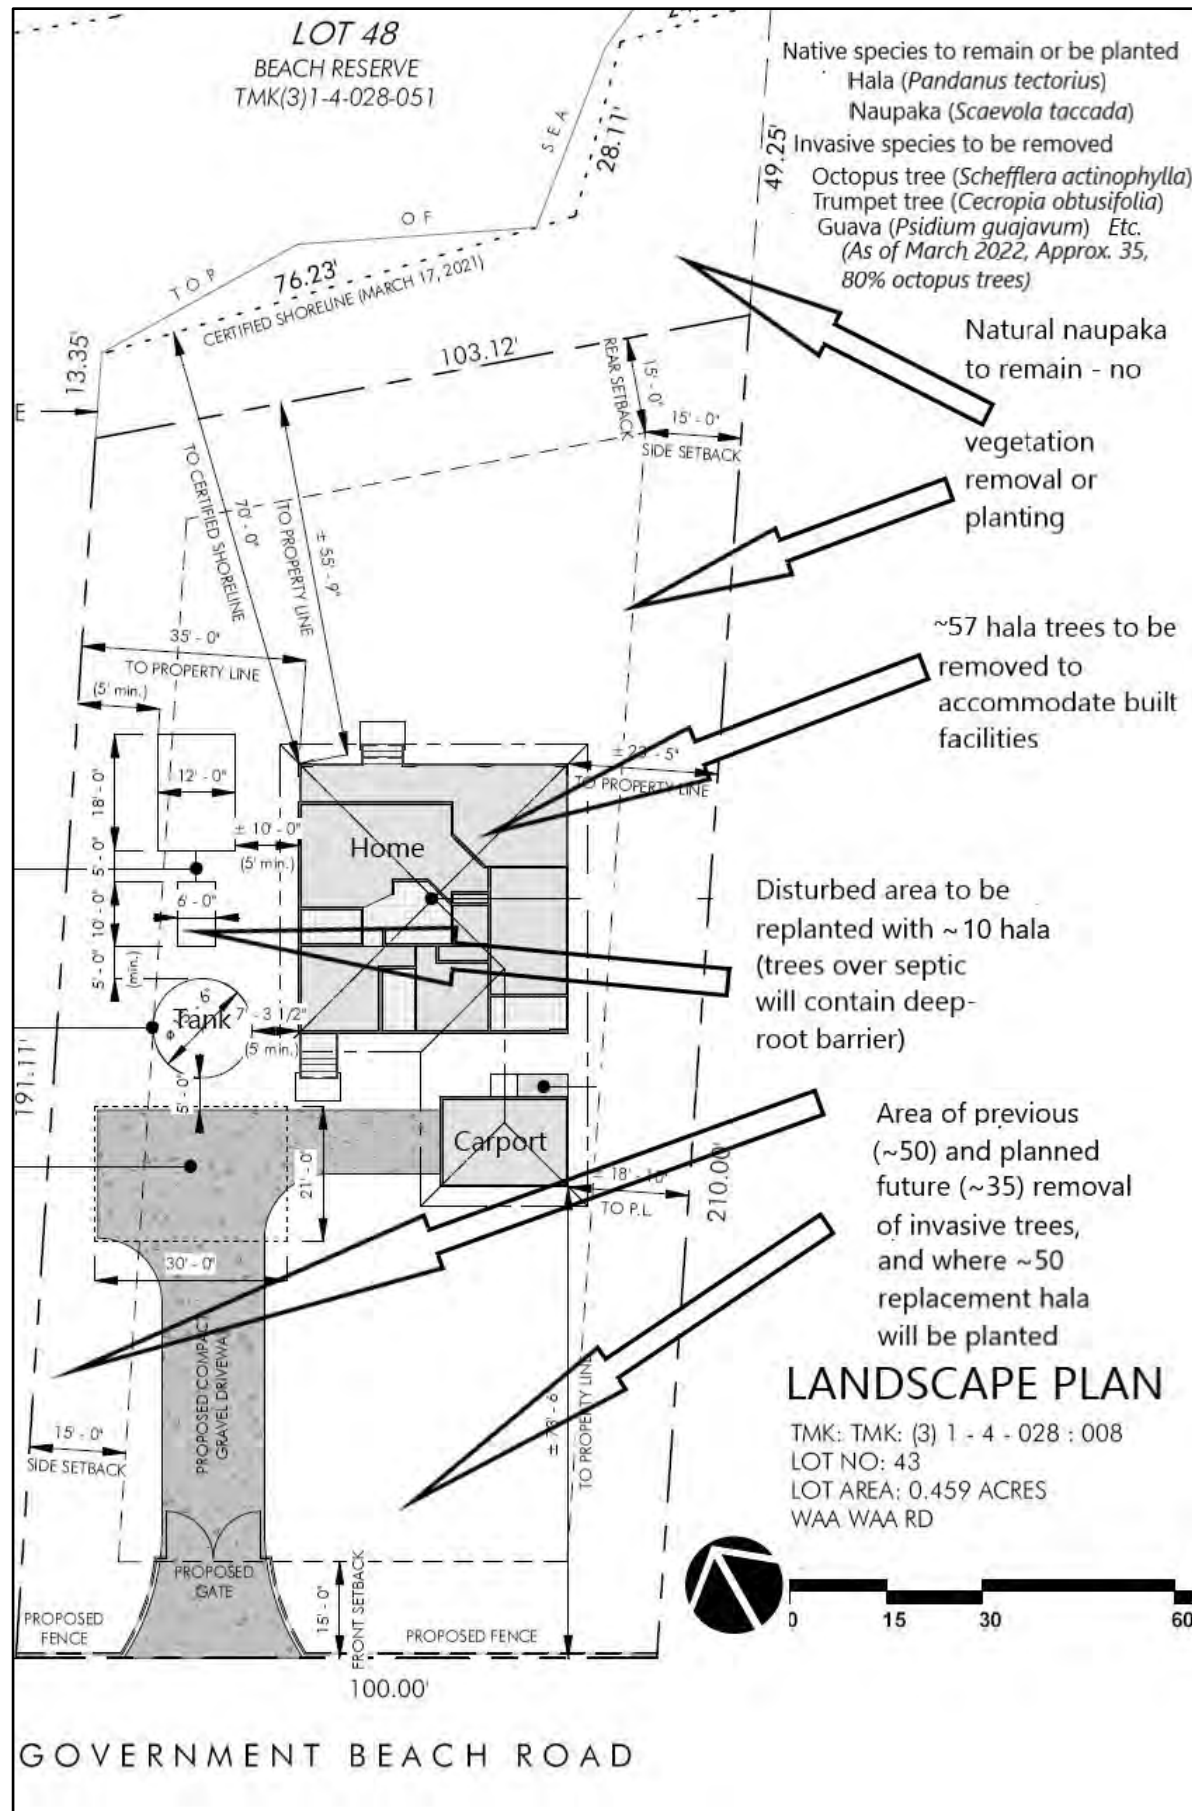 LOT 48
BEACH RESERVE
TMK(3)1-4-028-051
Native species to remain or be planted
Hala (Pandanus tectorius)
Naupaka (Scaevola taccada)
Invasive species to be removed
Octopus tree (Schefflera actinophylla)
Trumpet tree (Cecropia obtusifolia)
Guava (Psidium guajavum) Etc.
(As of March 2022, Approx. 35,
80% octopus trees)
TOP OF SEA
28.11'
49.25'
76.23'
CERTIFIED SHORELINE (MARCH 17, 2021)
13.35'
103.12'
E
REAR SETBACK
15' - 0"
15' - 0"
SIDE SETBACK
Natural naupaka
to remain - no
vegetation
removal or
planting
TO CERTIFIED SHORELINE
70' - 0"
TO PROPERTY LINE
± 55' - 9"
35' - 0"
TO PROPERTY LINE
(5' min.)
~57 hala trees to be
removed to
accommodate built
facilities
± 23' - 5"
TO PROPERTY LINE
12' - 0"
18' - 0"
± 10' - 0"
(5' min.)
Home
5' - 0"
6' - 0"
10' - 0"
5' - 0"
(min.)
Disturbed area to be
replanted with ~10 hala
(trees over septic
will contain deep-
root barrier)
Tank
7' - 3 1/2"
(5' min.)
5' - 0"
191.11'
Carport
21' - 0"
± 18' - 10"
TO P.L.
210.00'
Area of previous
(~50) and planned
future (~35) removal
of invasive trees,
and where ~50
replacement hala
will be planted
30' - 0"
PROPOSED COMPACT
GRAVEL DRIVEWA
± 78' - 6"
TO PROPERTY LINE
15' - 0"
SIDE SETBACK
LANDSCAPE PLAN
TMK: TMK: (3) 1 - 4 - 028 : 008
LOT NO: 43
LOT AREA: 0.459 ACRES
WAA WAA RD
PROPOSED
GATE
15' - 0"
FRONT SETBACK
PROPOSED
FENCE
PROPOSED FENCE
0 15 30 60
100.00'
GOVERNMENT BEACH ROAD